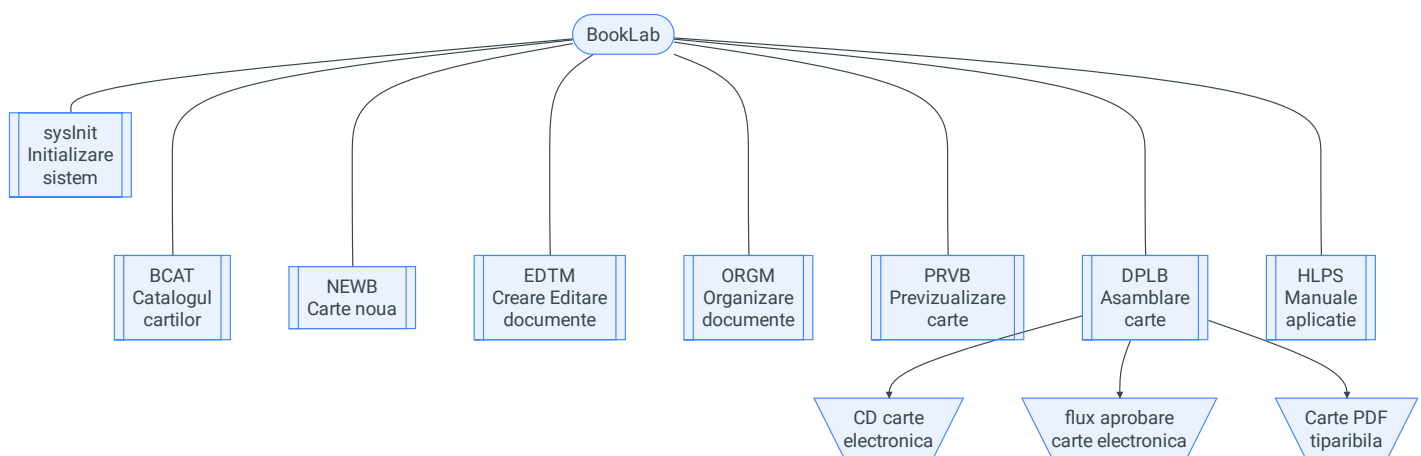 BookLab
sysInit
Initializare
sistem
BCAT
Catalogul
cartilor
NEWB
Carte noua
EDTM
Creare Editare
documente
ORGM
Organizare
documente
PRVB
Previzualizare
carte
DPLB
Asamblare
carte
HLPS
Manuale
aplicatie
CD carte
electronica
flux aprobare
carte electronica
Carte PDF
tiparibila